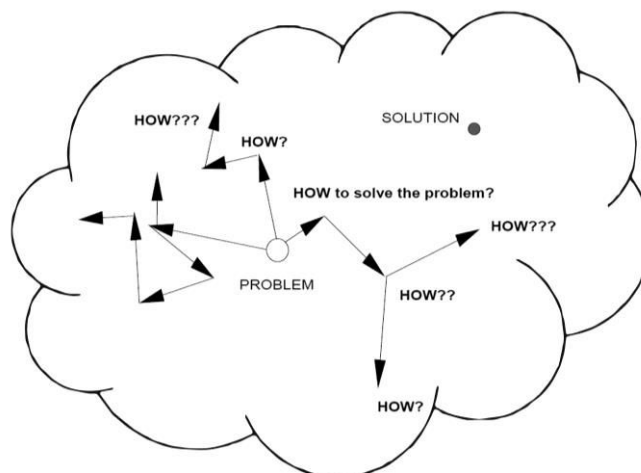 SOLUTION
HOW???
HOW?
HOW to solve the problem?
HOW???
PROBLEM
HOW??
HOW?